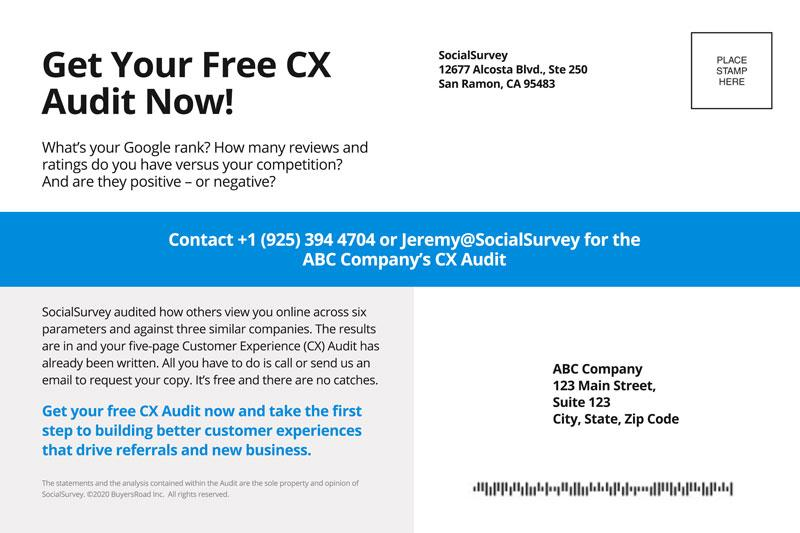 Get Your Free CX
Audit Now!
What's your Google rank? How many reviews and
ratings do you have versus your competition?
And are they positive – or negative?
SocialSurvey
12677 Alcosta Blvd., Ste 250
San Ramon, CA 95483
PLACE
STAMP
HERE
Contact +1 (925) 394 4704 or Jeremy@SocialSurvey for the
ABC Company's CX Audit
SocialSurvey audited how others view you online across six
parameters and against three similar companies. The results
are in and your five-page Customer Experience (CX) Audit has
already been written. All you have to do is call or send us an
email to request your copy. It's free and there are no catches.
Get your free CX Audit now and take the first
step to building better customer experiences
that drive referrals and new business.
The statements and the analysis contained within the Audit are the sole property and opinion of
SocialSurvey. ©2020 BuyersRoad Inc. All rights reserved.
ABC Company
123 Main Street,
Suite 123
City, State, Zip Code